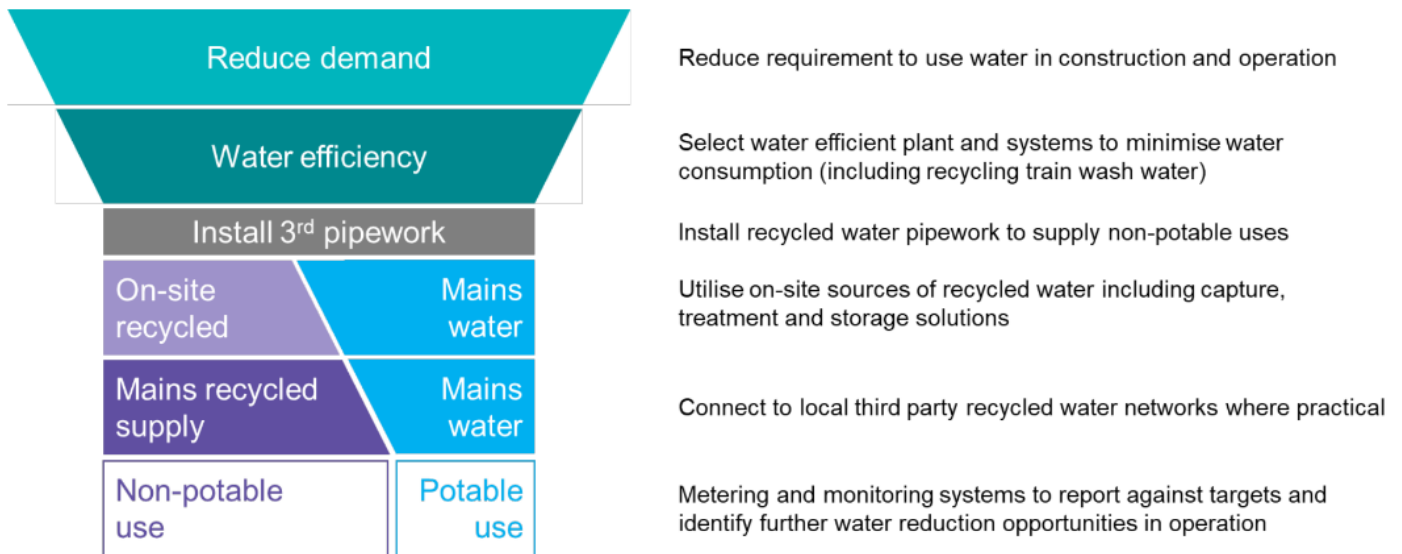 Reduce demand
Reduce requirement to use water in construction and operation
Water efficiency
Select water efficient plant and systems to minimise water
consumption (including recycling train wash water)
Install 3rd pipework
Install recycled water pipework to supply non-potable uses
On-site
recycled
Mains
water
Utilise on-site sources of recycled water including capture,
treatment and storage solutions
Mains recycled
supply
Mains
water
Connect to local third party recycled water networks where practical
Non-potable
use
Potable
use
Metering and monitoring systems to report against targets and
identify further water reduction opportunities in operation